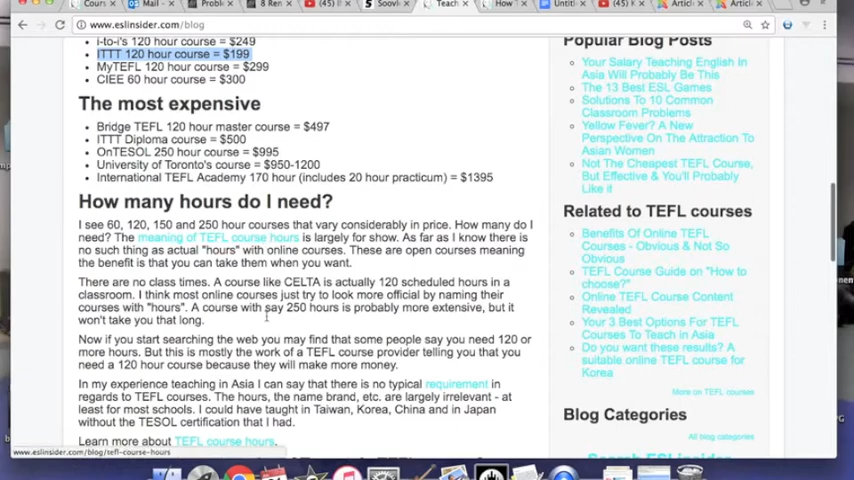 Cours
Mail -
Probl
8 Ren
Soovl
Teach
How T
Untitl
Artic
Artic
www.eslinsider.com/blog
i-to-i's 120 hour course = $249
ITTT 120 hour course = $199
MyTEFL 120 hour course = $299
CIEE 60 hour course = $300
The most expensive
Bridge TEFL 120 hour master course = $497
ITTT Diploma course = $500
OnTESOL 250 hour course = $995
University of Toronto's course = $950-1200
International TEFL Academy 170 hour (includes 20 hour practicum) = $1395
How many hours do I need?
I see 60, 120, 150 and 250 hour courses that vary considerably in price. How many do I
need? The meaning of TEFL course hours is largely for show. As far as I know there is
no such thing as actual "hours" with online courses. These are open courses meaning
the benefit is that you can take them when you want.
There are no class times. A course like CELTA is actually 120 scheduled hours in a
classroom. I think most online courses just try to look more official by naming their
courses with "hours". A course with say 250 hours is probably more extensive, but it
won't take you that long.
Now if you start searching the web you may find that some people say you need 120 or
more hours. But this is mostly the work of a TEFL course provider telling you that you
need a 120 hour course because they will make more money.
In my experience teaching in Asia I can say that there is no typical requirement in
regards to TEFL courses. The hours, the name brand, etc. are largely irrelevant - at
least for most schools. I could have taught in Taiwan, Korea, China and in Japan
without the TESOL certification that I had.
Learn more about TEFL course hours.
www.eslinsider.com/blog/tefl-course-hours
Popular Blog Posts
Your Salary Teaching English In
Asia Will Probably Be This
The 13 Best ESL Games
Solutions To 10 Common
Classroom Problems
Yellow Fever? A New
Perspective On The Attraction To
Asian Women
Not The Cheapest TEFL Course,
But Effective & You'll Probably
Like it
Related to TEFL courses
Benefits Of Online TEFL
Courses - Obvious & Not So
Obvious
TEFL Course Guide on "How to
choose?"
Online TEFL Course Content
Revealed
Your 3 Best Options For TEFL
Courses To Teach in Asia
Do you want these results? A
suitable online TEFL course for
Korea
More on TEFL courses
Blog Categories
All blog categories
Search ESLinsider